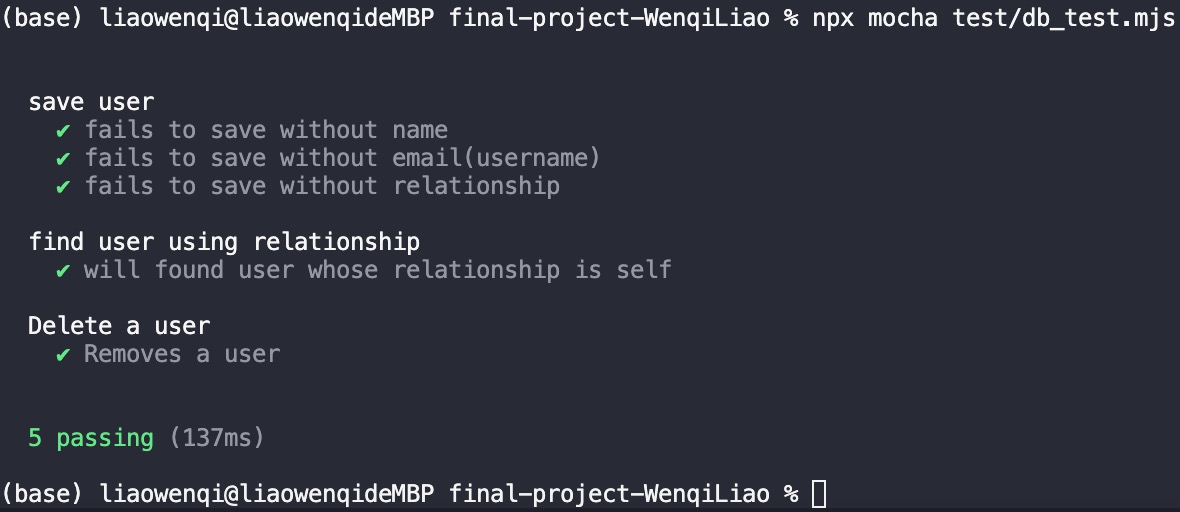 (base) liaowenqi@liaowenqideMBP final-project-WenqiLiao % npx mocha test/db_test.mjs
save user
✔ fails to save without name
✔ fails to save without email(username)
✔ fails to save without relationship
find user using relationship
✔ will found user whose relationship is self
Delete a user
✔ Removes a user
5 passing (137ms)
(base) liaowenqi@liaowenqideMBP final-project-WenqiLiao %